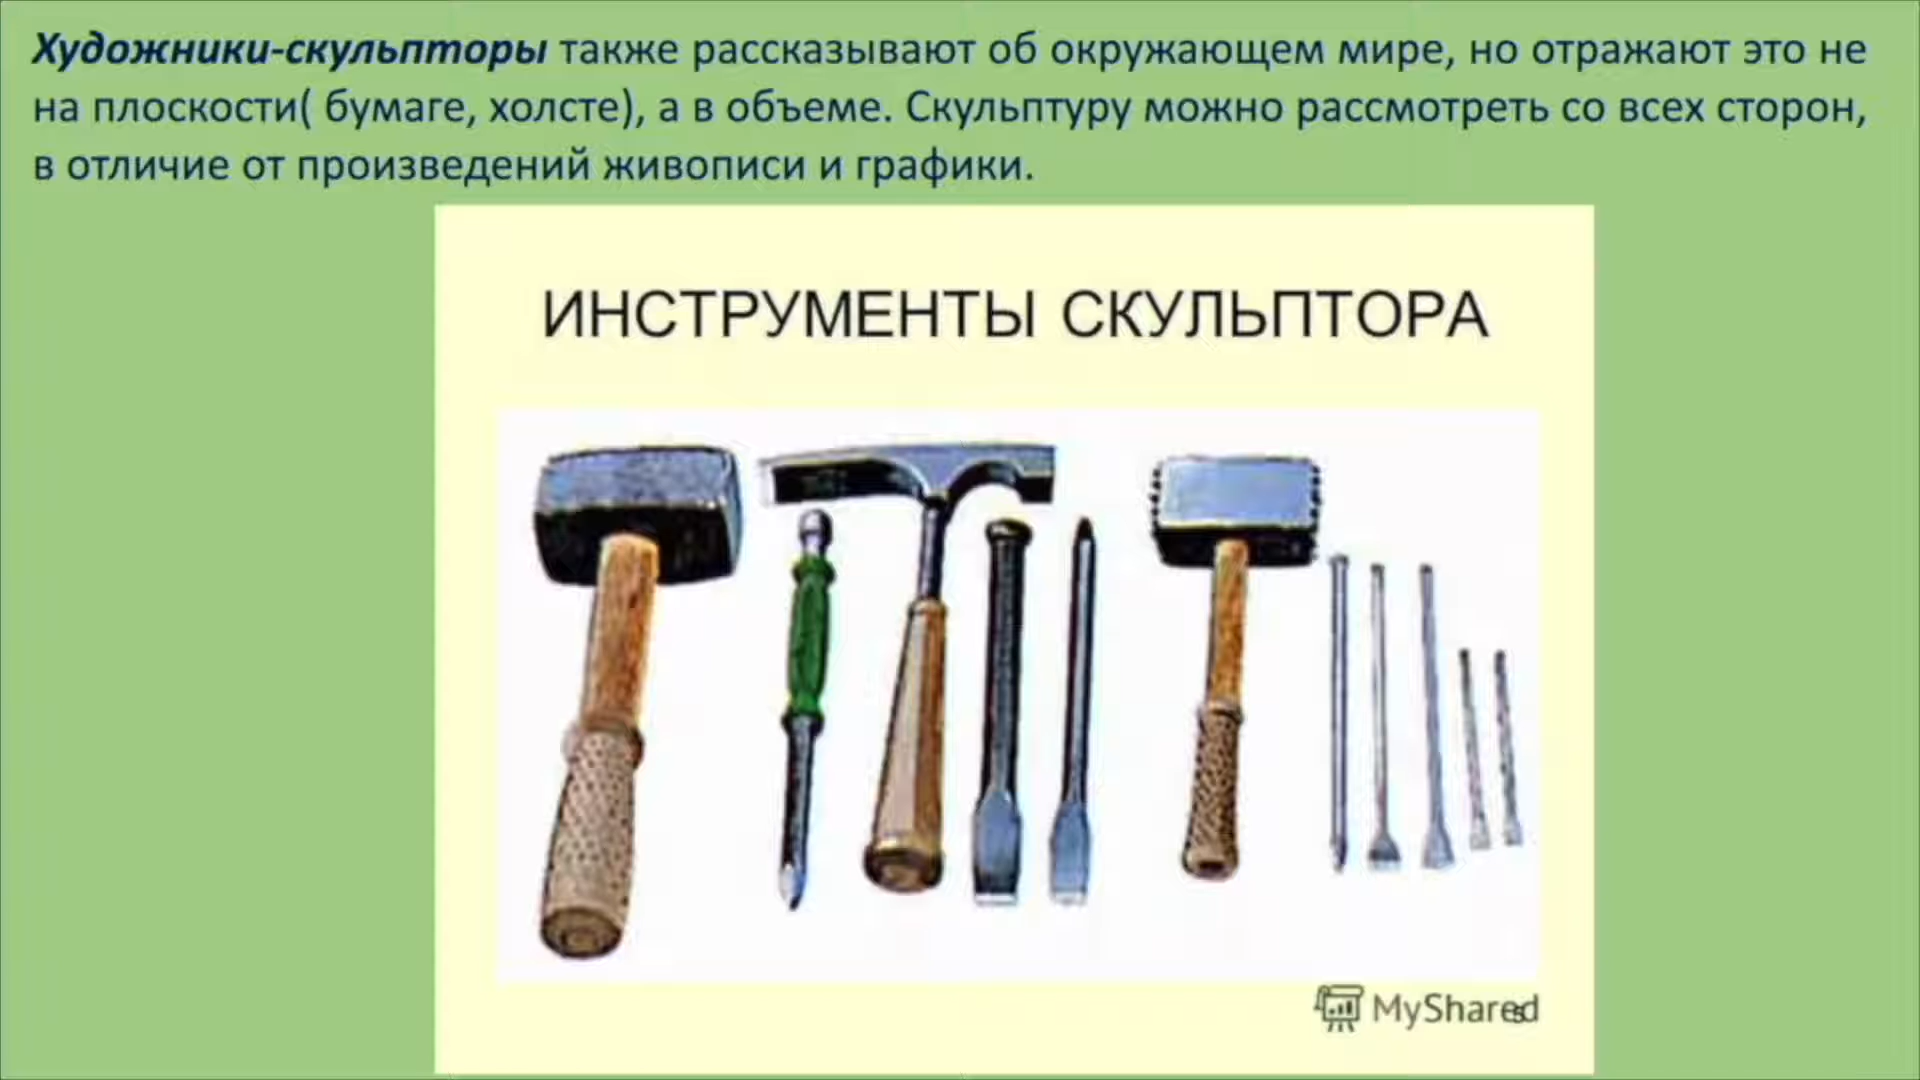 Художники-скульпторы также рассказывают об окружающем мире, но отражают это не
на плоскости( бумаге, холсте), а в объеме. Скульптуру можно рассмотреть со всех сторон,
в отличие от произведений живописи и графики.
ИНСТРУМЕНТЫ СКУЛЬПТОРА
MyShared